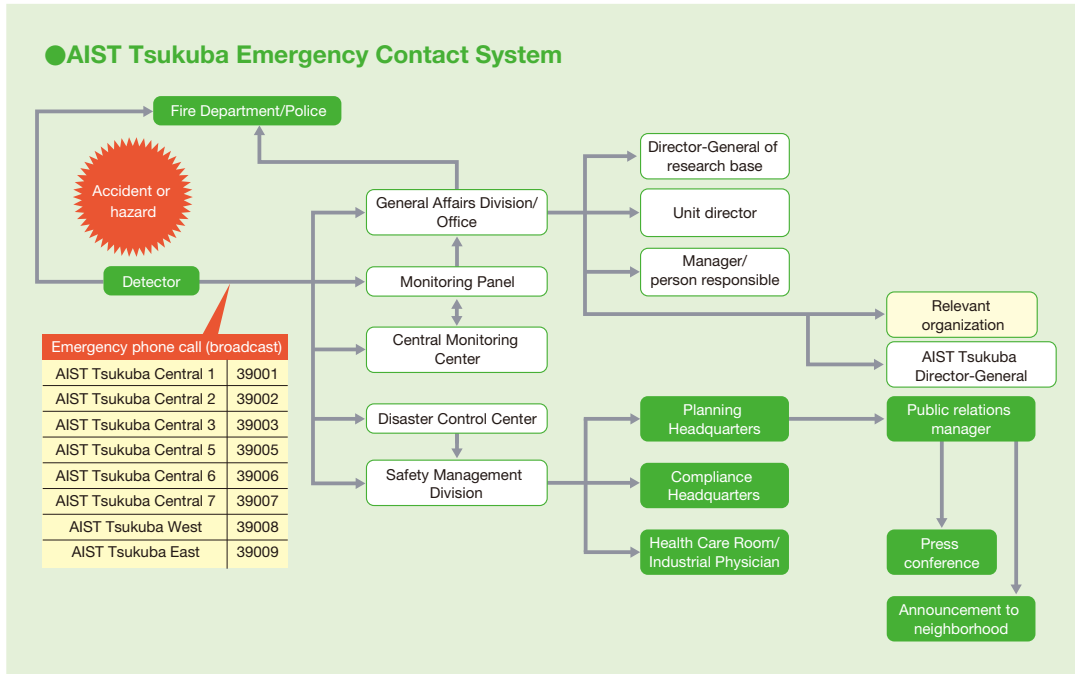 ●AIST Tsukuba Emergency Contact System
Fire Department/Police
Accident or
hazard
Detector
Emergency phone call (broadcast)
AIST Tsukuba Central 1 39001
AIST Tsukuba Central 2 39002
AIST Tsukuba Central 3 39003
AIST Tsukuba Central 5 39005
AIST Tsukuba Central 6 39006
AIST Tsukuba Central 7 39007
AIST Tsukuba West 39008
AIST Tsukuba East 39009
General Affairs Division/
Office
Monitoring Panel
Central Monitoring
Center
Disaster Control Center
Safety Management
Division
Director-General of
research base
Unit director
Manager/
person responsible
Relevant
organization
AIST Tsukuba
Director-General
Planning
Headquarters
Compliance
Headquarters
Health Care Room/
Industrial Physician
Public relations
manager
Press
conference
Announcement to
neighborhood